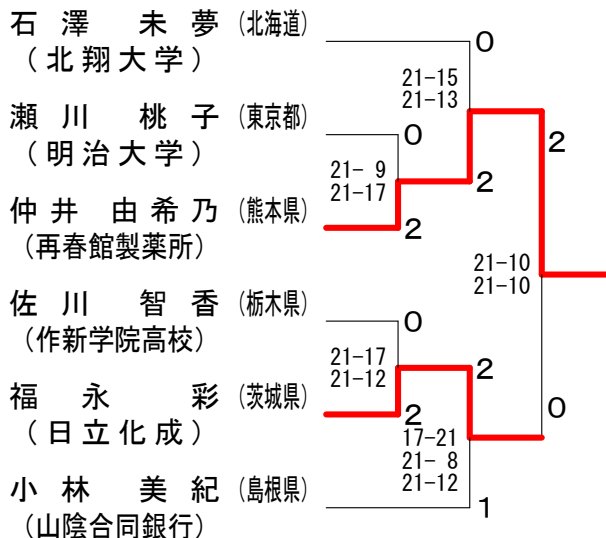 石澤未夢（北海道）
（北翔大学）
0
21-15
21-13
瀬川桃子（東京都）
（明治大学）
0
2
21- 9
21-17
2
仲井由希乃（熊本県）
（再春館製薬所）
2
21-10
21-10
佐川智香（栃木県）
（作新学院高校）
0
21-17
21-12
2
福永彩（茨城県）
（日立化成）
2
0
17-21
21- 8
21-12
小林美紀（島根県）
（山陰合同銀行）
1